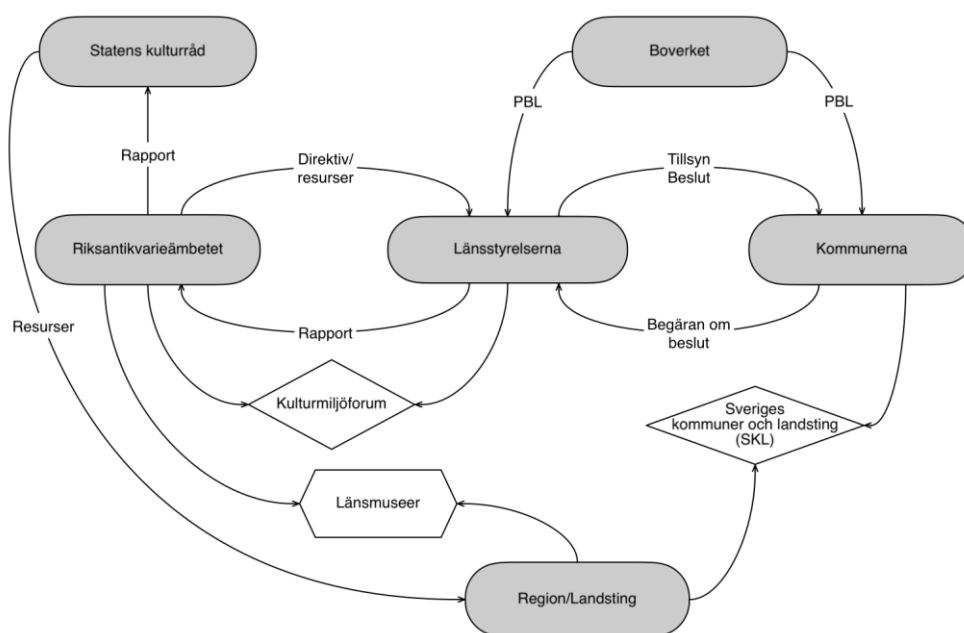 Statens kulturråd
Boverket
PBL
PBL
Rapport
Direktiv/
resurser
Tillsyn
Beslut
Riksantikvarieämbetet
Länsstyrelserna
Kommunerna
Resurser
Rapport
Begäran om
beslut
Kulturmiljöforum
Sveriges
kommuner och landsting
(SKL)
Länsmuseer
Region/Landsting